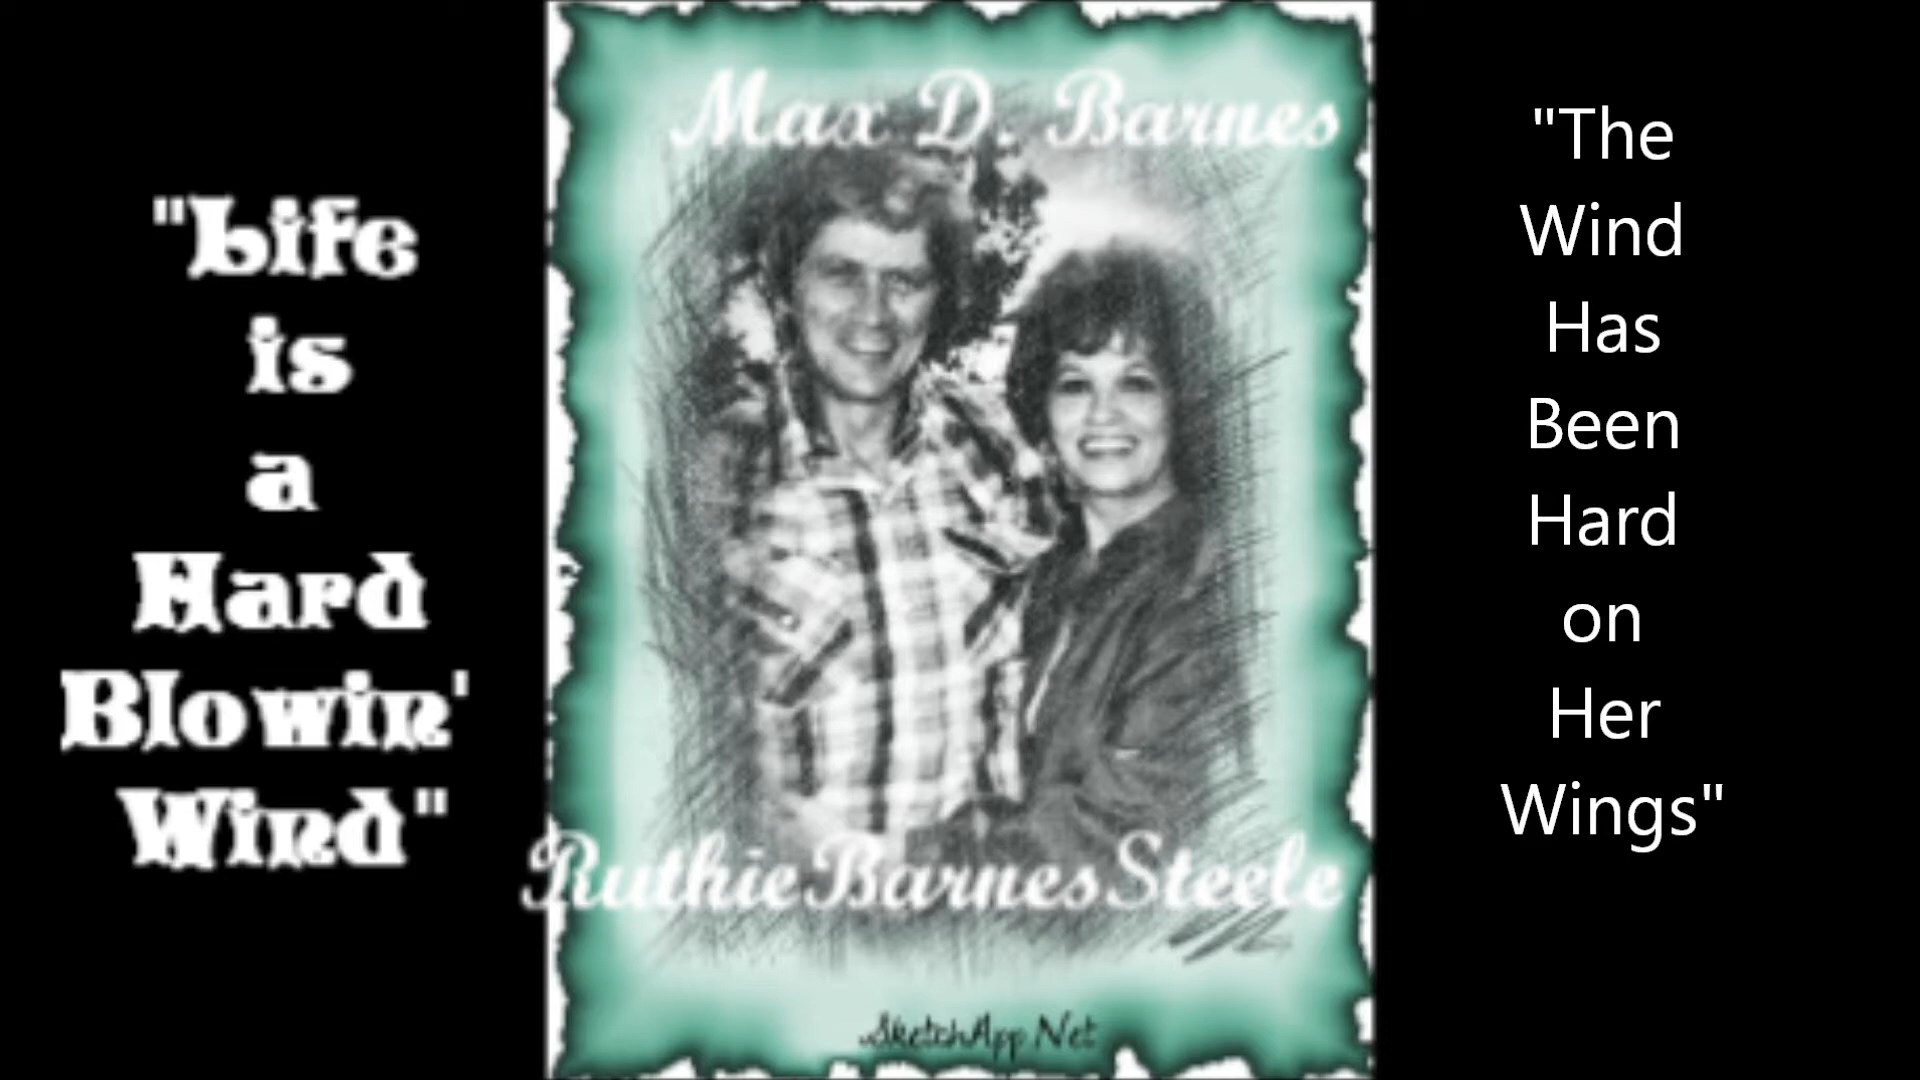 "Life
is
a
Hard
Blowin'
Wind"
Max D. Barnes
Ruthie Barnes Steele
SketchApp.Net
"The
Wind
Has
Been
Hard
on
Her
Wings"